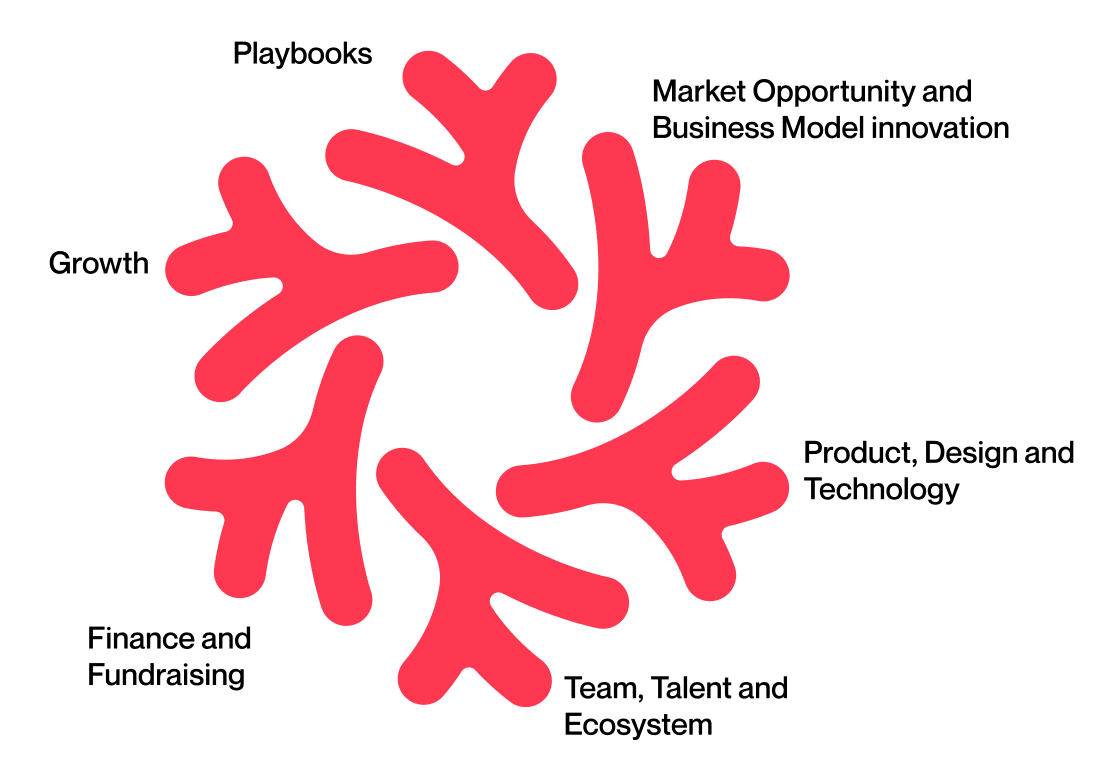 Playbooks
Market Opportunity and
Business Model innovation
Growth
Product, Design and
Technology
Finance and
Fundraising
Team, Talent and
Ecosystem